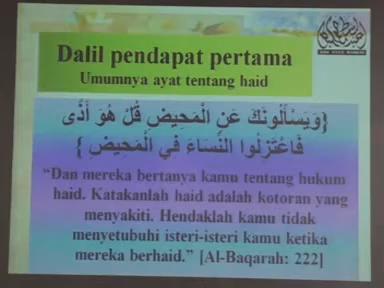 Dalil pendapat pertama
Umumnya ayat tentang haid
{وَيَسْأَلُونَكَ عَنِ الْمَحِيضِ قُلْ هُوَ أَذًى
فَاعْتَزِلُوا النِّسَاءَ فِي الْمَحِيضِ }
“Dan mereka bertanya kamu tentang hukum
haid. Katakanlah haid adalah kotoran yang
menyakiti. Hendaklah kamu tidak
menyetubuhi isteri-isteri kamu ketika
mereka berhaid.” [Al-Baqarah: 222]